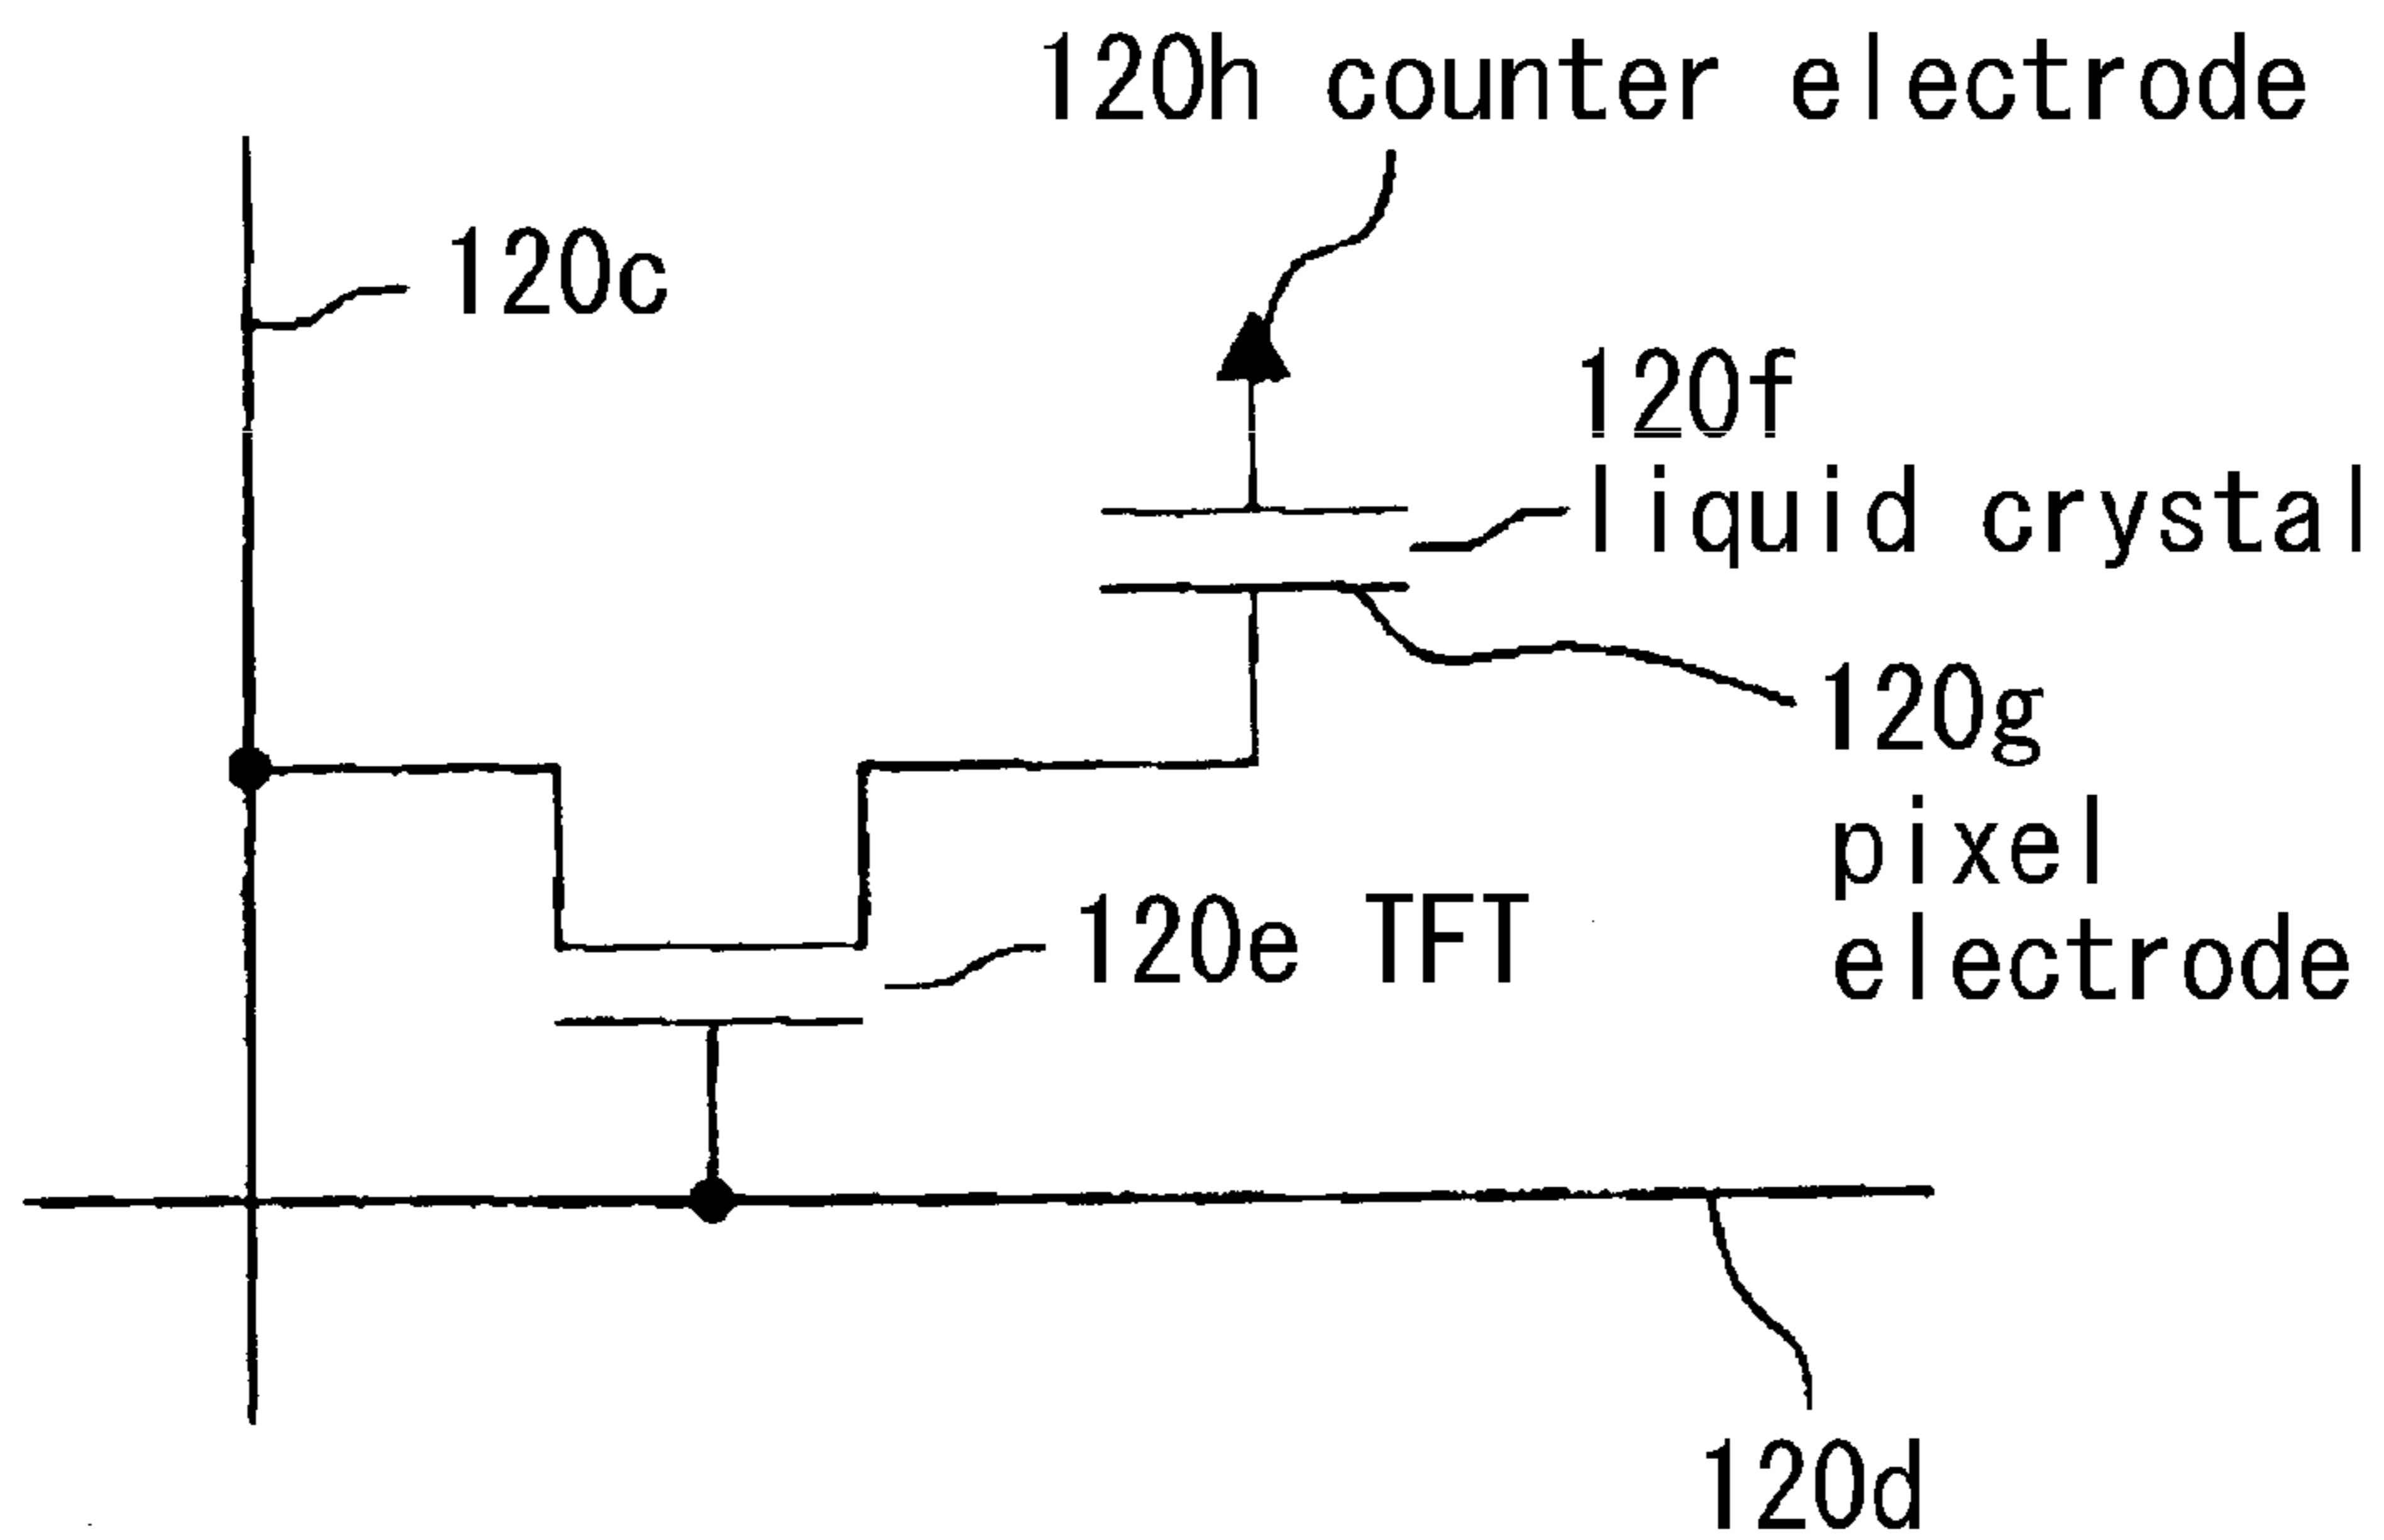 120h counter electrode
120c
120f
liquid crystal
120g
pixel
electrode
120e TFT
120d